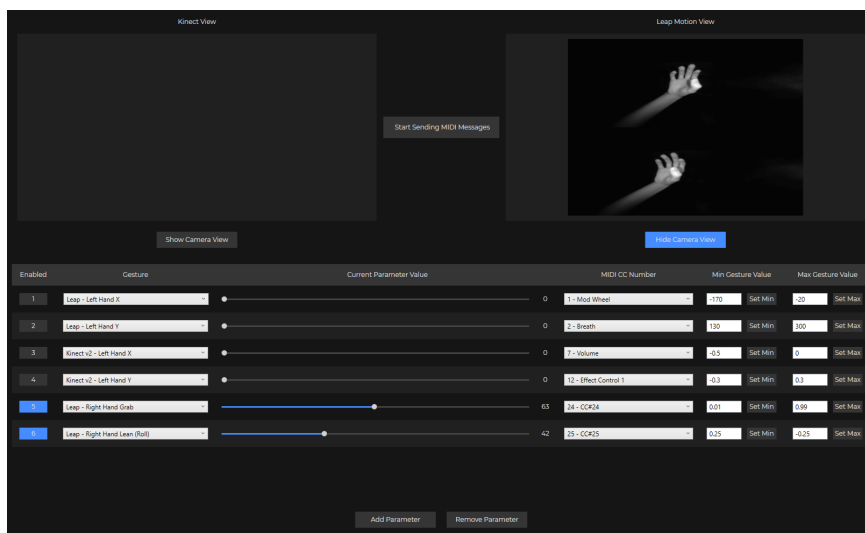 Kinect View
Leap Motion View
Start Sending MIDI Messages
Show Camera View
Hide Camera View
Enabled Gesture Current Parameter Value MIDI CC Number Min Gesture Value Max Gesture Value
1 Leap - Left Hand X 0 1 - Mod Wheel -170 Set Min -20 Set Max
2 Leap - Left Hand Y 0 2 - Breath 130 Set Min 300 Set Max
3 Kinect v2 - Left Hand X 0 7 - Volume -0.5 Set Min 0 Set Max
4 Kinect v2 - Left Hand Y 0 12 - Effect Control 1 -0.3 Set Min 0.3 Set Max
5 Leap - Right Hand Grab 63 24 - CC#24 0.01 Set Min 0.99 Set Max
6 Leap - Right Hand Lean (Roll) 42 25 - CC#25 0.25 Set Min -0.25 Set Max
Add Parameter Remove Parameter